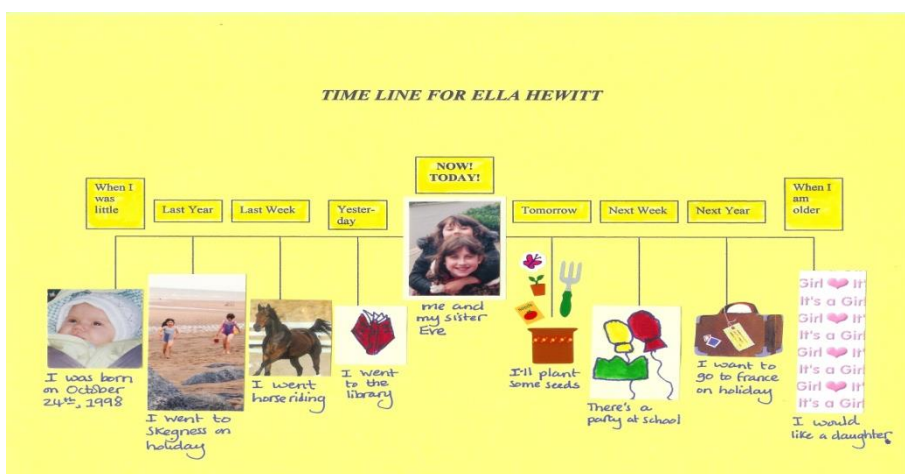 TIME LINE FOR ELLA HEWITT
NOW!
TODAY!
When I
was
little
Last Year
Last Week
Yester-
day
Tomorrow
Next Week
Next Year
When I
am
older
I was born
on October
24th, 1998
I went to
Skegness on
holiday
I went
horseriding
I went
to the
library
me and
my sister
Eve
I'll plant
some seeds
There's a
party at school
I want to
go to france
on holiday
Girl ❤ It'
It's a Girl
Girl ❤ It'
It's a Girl
Girl ❤ It'
It's a Girl
Girl ❤ It'
It's a Girl
I would
like a daughter.